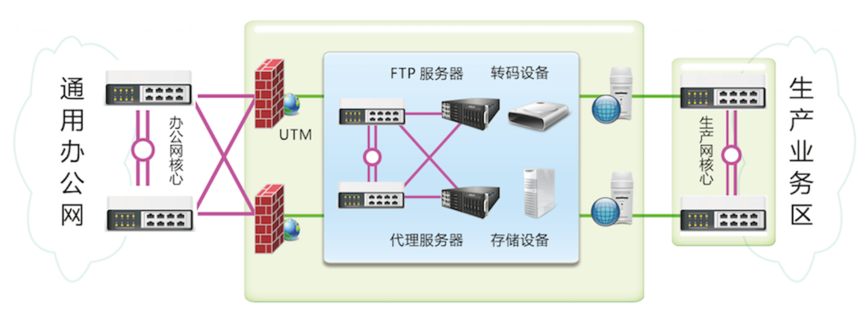 通用办公网
办公网核心
UTM
FTP 服务器
转码设备
代理服务器
存储设备
生产网核心
生产业务区